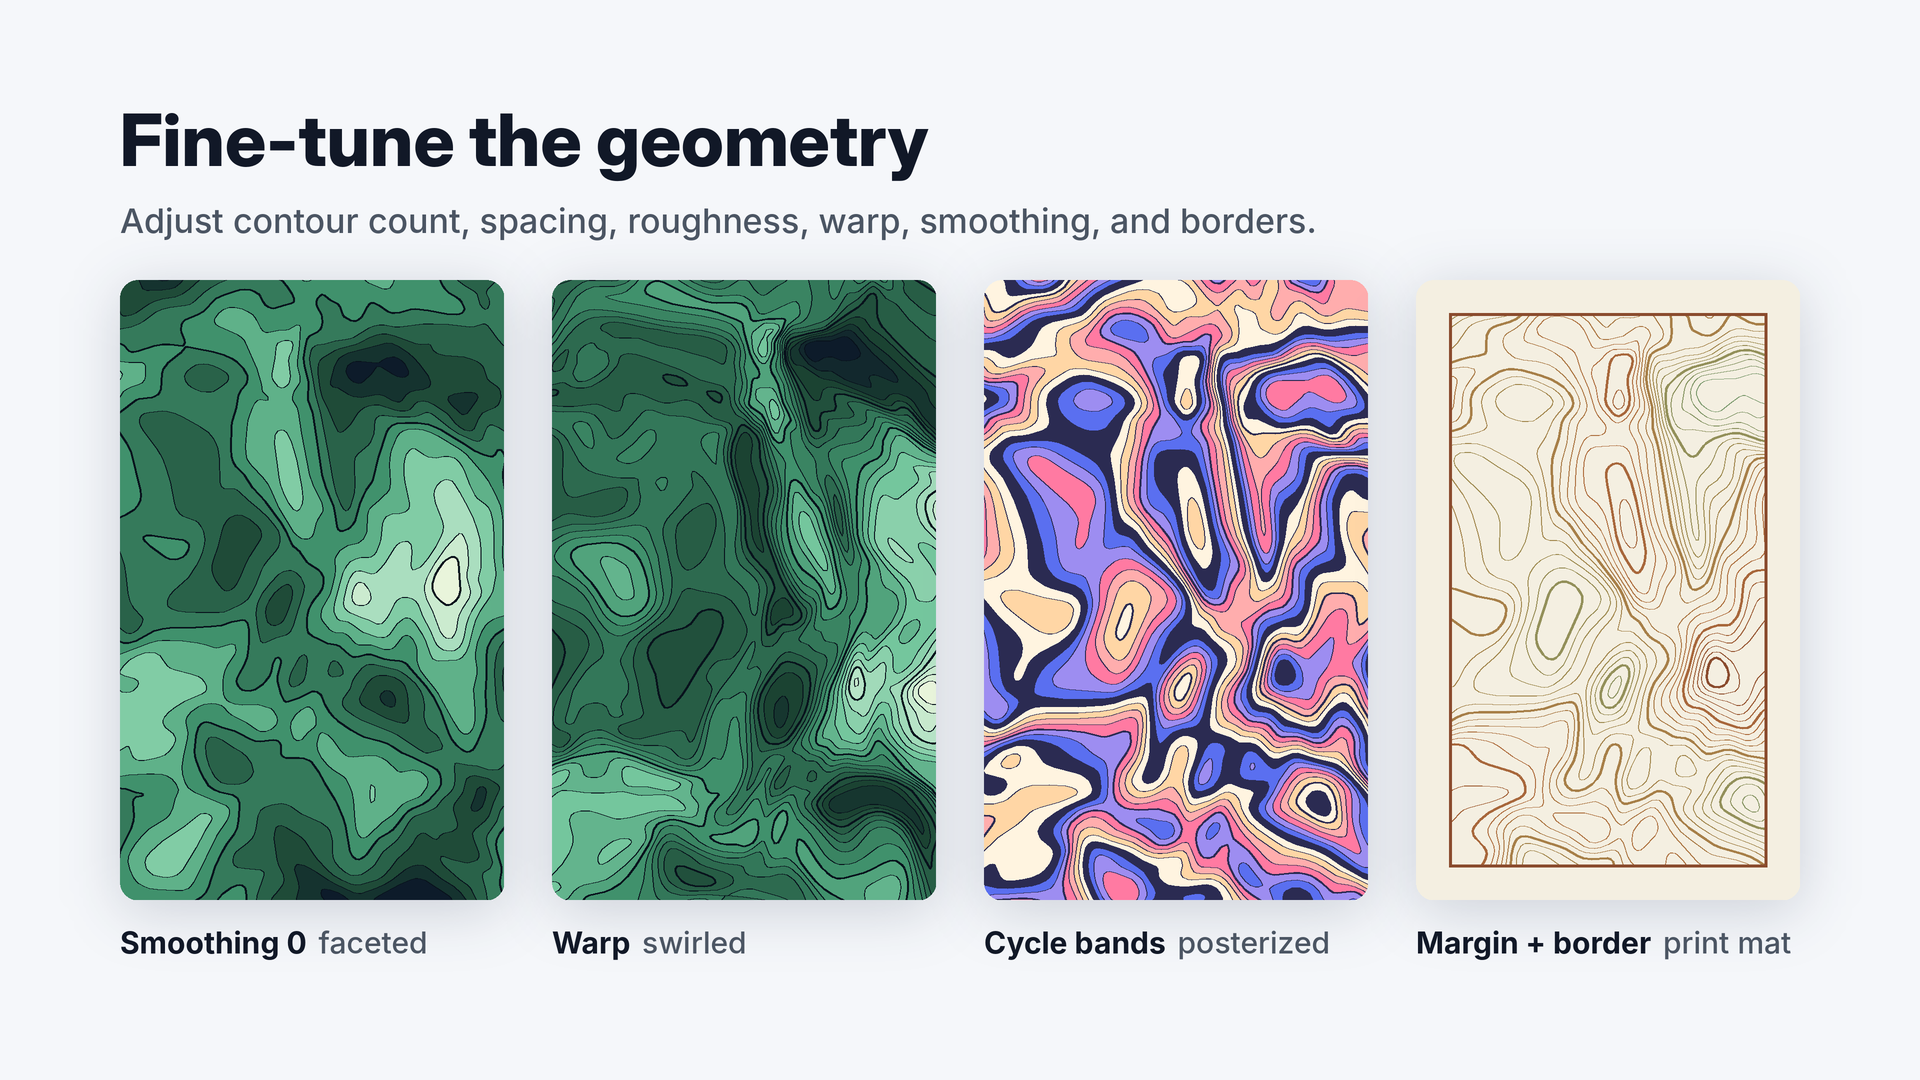 Fine-tune the geometry
Adjust contour count, spacing, roughness, warp, smoothing, and borders.
Smoothing 0 faceted
Warp swirled
Cycle bands posterized
Margin + border print mat